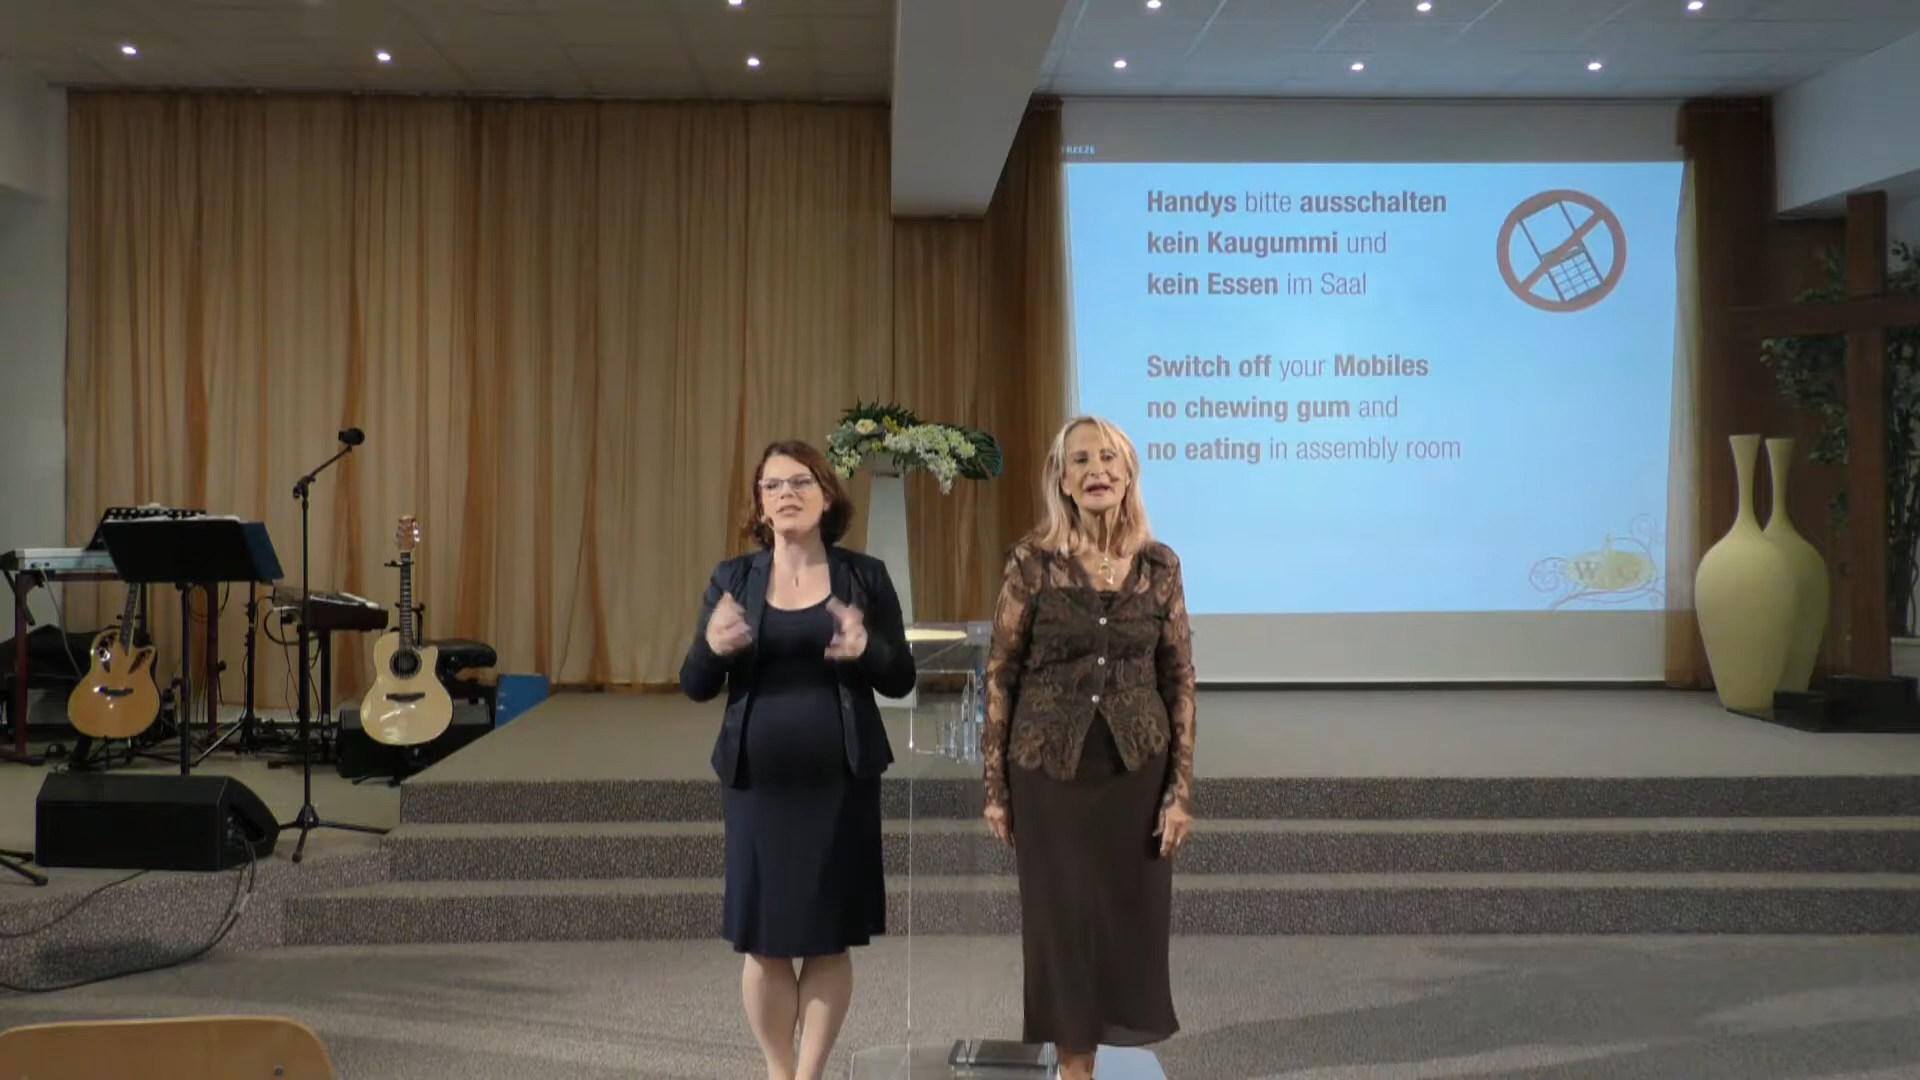 FREEZE
Handys bitte ausschalten
kein Kaugummi und
kein Essen im Saal
Switch off your Mobiles
no chewing gum and
no eating in assembly room